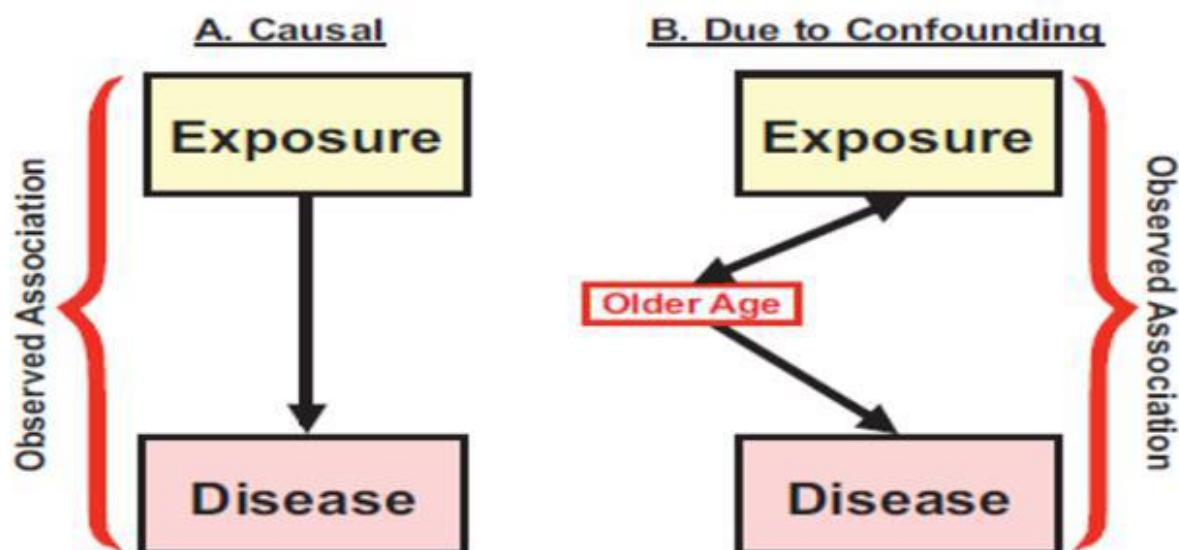 A. Causal
Exposure
Observed Association
Disease
B. Due to Confounding
Exposure
Older Age
Observed Association
Disease